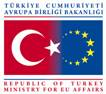 TÜRKİYE CUMHURİYETİ
AVRUPA BİRLİĞİ BAKANLIĞI
REPUBLIC OF TURKEY
MINISTRY FOR EU AFFAIRS